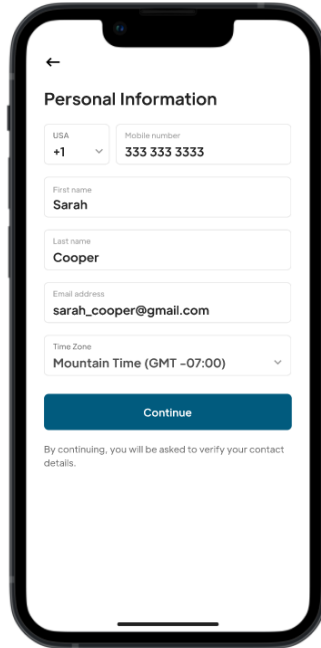 Personal Information
USA
+1
Mobile number
333 333 3333
First name
Sarah
Last name
Cooper
Email address
sarah_cooper@gmail.com
Time Zone
Mountain Time (GMT -07:00)
Continue
By continuing, you will be asked to verify your contact
details.